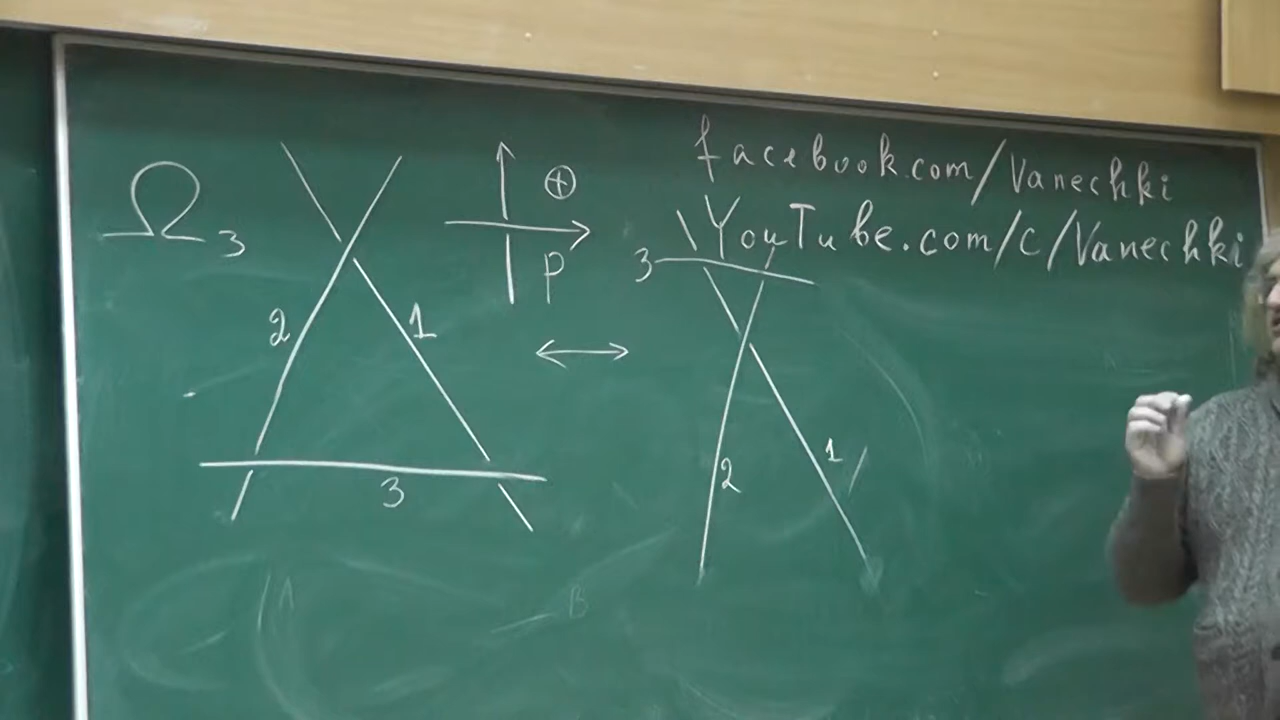 facebook.com/Vanechki
YouTube.com/c/Vanechki
Ω3
⊕
p
3
2
1
1
2
3